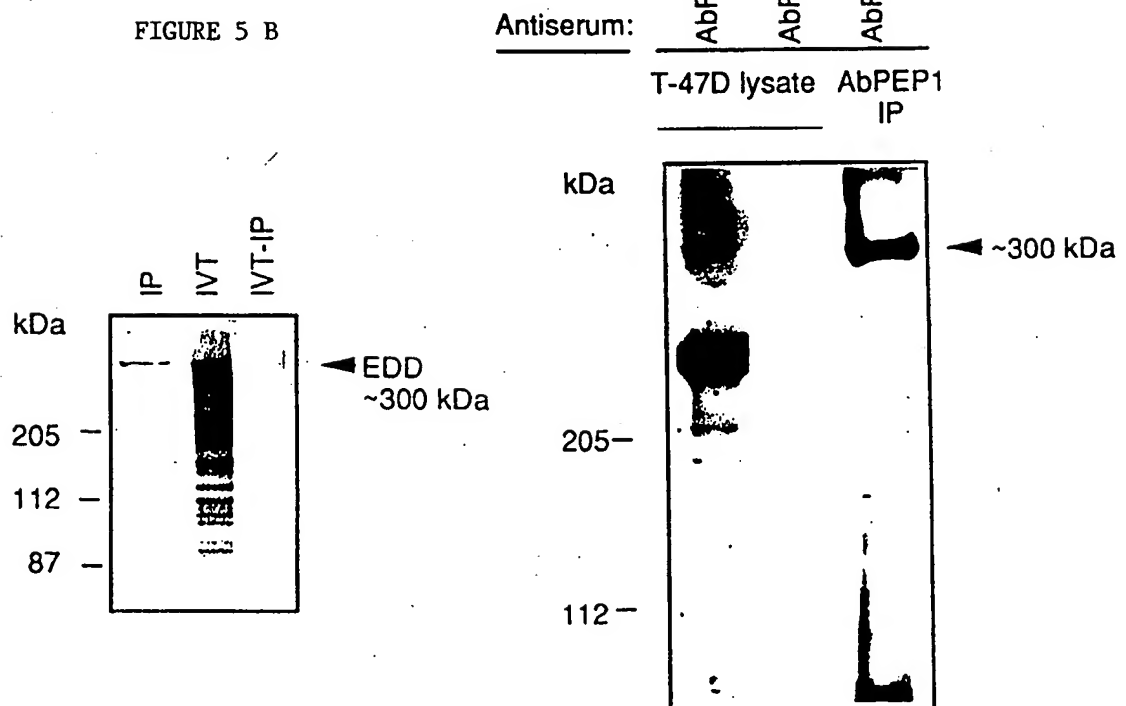 FIGURE 5 B
Antiserum:
T-47D lysate
AbPEP1
IP
kDa
~300 kDa
205
112
IP
IVT
IVT-IP
kDa
EDD
~300 kDa
205
112
87